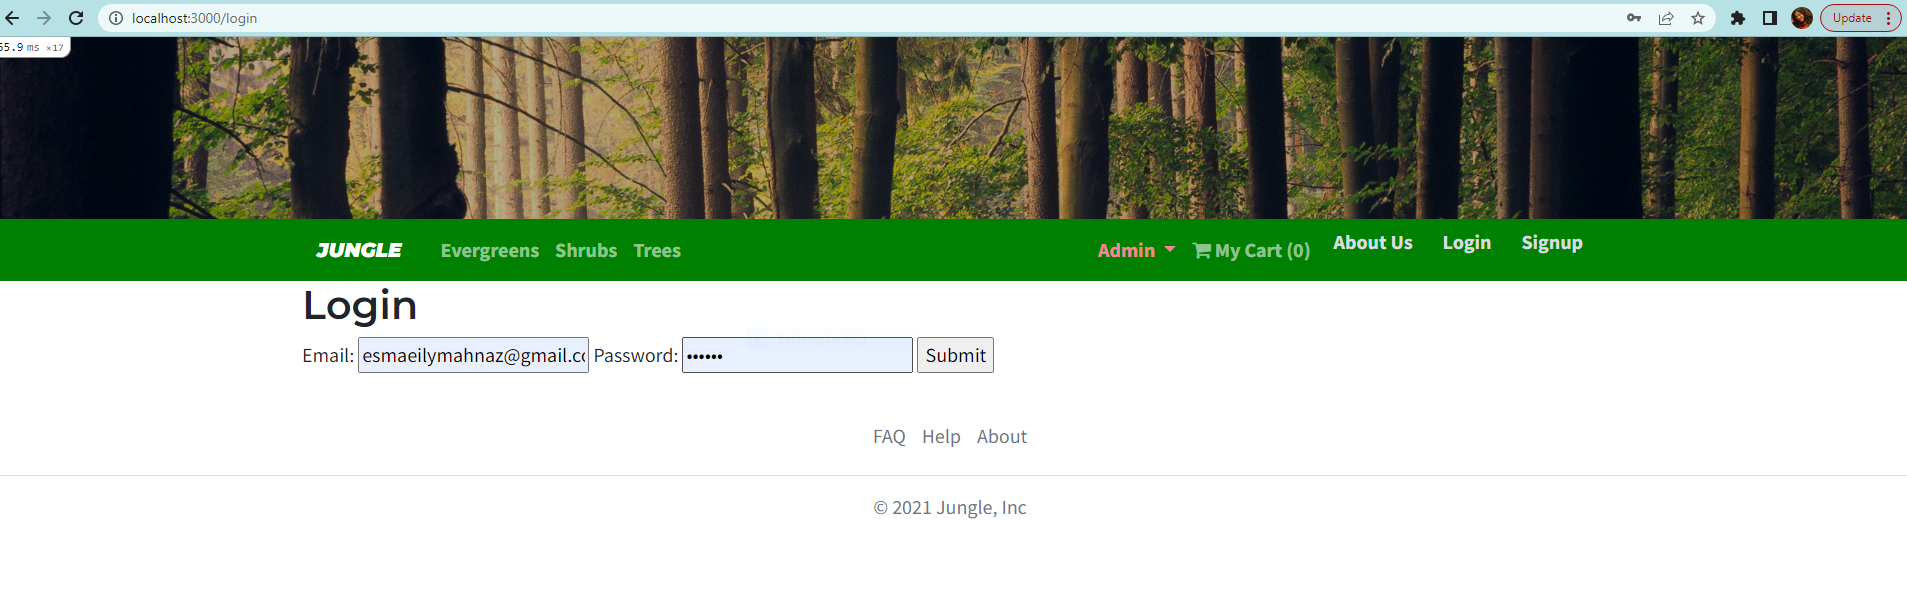 localhost:3000/login
Update
55.9 ms ×17
JUNGLE Evergreens Shrubs Trees Admin My Cart (0) About Us Login Signup
Login
Email: esmaeilymahnaz@gmail.co Password: •••••• Submit
FAQ Help About
© 2021 Jungle, Inc